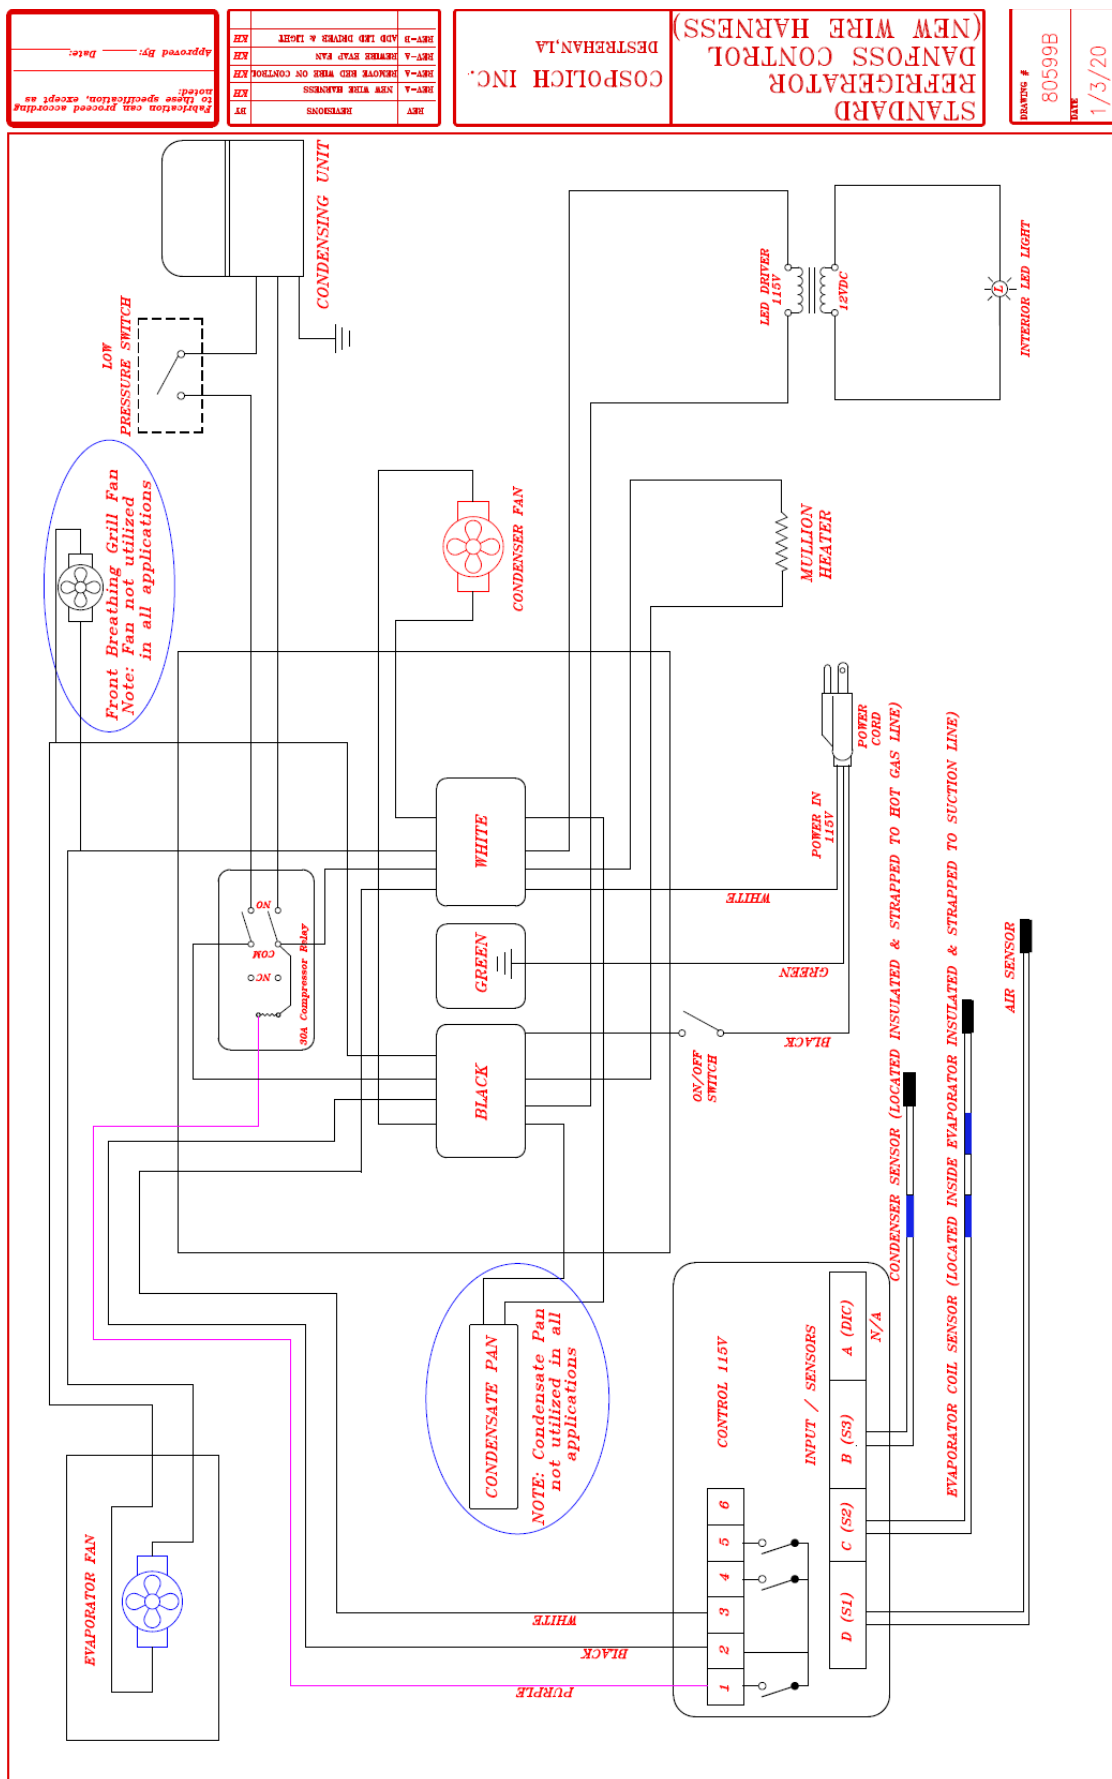 Fabrication can proceed according
to these specification, except as
noted:
Approved By: Date:
REV REVISIONS BY
REV-A NEW WIRE HARNESS KH
REV-A REMOVE RED WIRE ON CONTROL KH
REV-A REWIRE EVAP FAN KH
REV-B ADD LED DRIVER & LIGHT KH
COSPOLICH INC.
DESTREHAN,LA
STANDARD
REFRIGERATOR
DANFOSS CONTROL
(NEW WIRE HARNESS)
DRAWING #
80599B
DATE
1/3/20
CONDENSING UNIT
LOW
PRESSURE SWITCH
Front Breathing Grill Fan
Note: Fan not utilized
in all applications
CONDENSER FAN
LED DRIVER
115V
12VDC
L
INTERIOR LED LIGHT
MULLION
HEATER
POWER CORD
POWER IN
115V
WHITE
GREEN
BLACK
ON/OFF
SWITCH
WHITE
GREEN
BLACK
NO
COM
NC
30A Compressor Relay
CONDENSER SENSOR (LOCATED INSULATED & STRAPPED TO HOT GAS LINE)
EVAPORATOR COIL SENSOR (LOCATED INSIDE EVAPORATOR INSULATED & STRAPPED TO SUCTION LINE)
AIR SENSOR
CONDENSATE PAN
NOTE: Condensate Pan
not utilized in all
applications
CONTROL 115V
INPUT / SENSORS
1 2 3 4 5 6
D (S1) C (S2) B (S3) A (DIC)
N/A
WHITE
BLACK
PURPLE
EVAPORATOR FAN